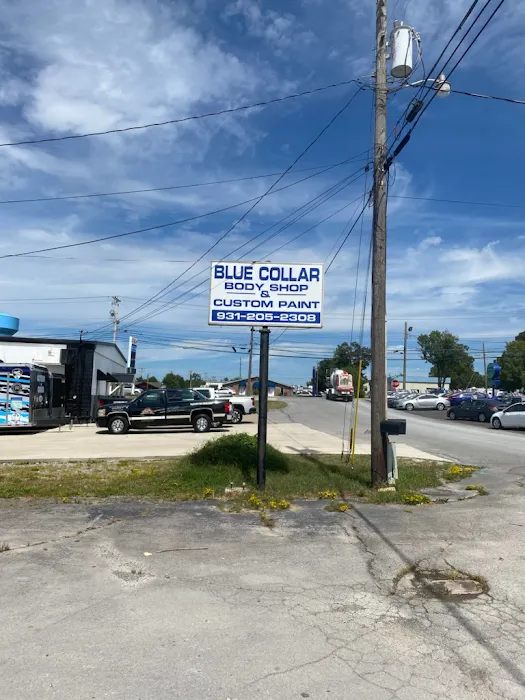 BLUE COLLAR
BODY SHOP
&
CUSTOM PAINT
931-205-2308